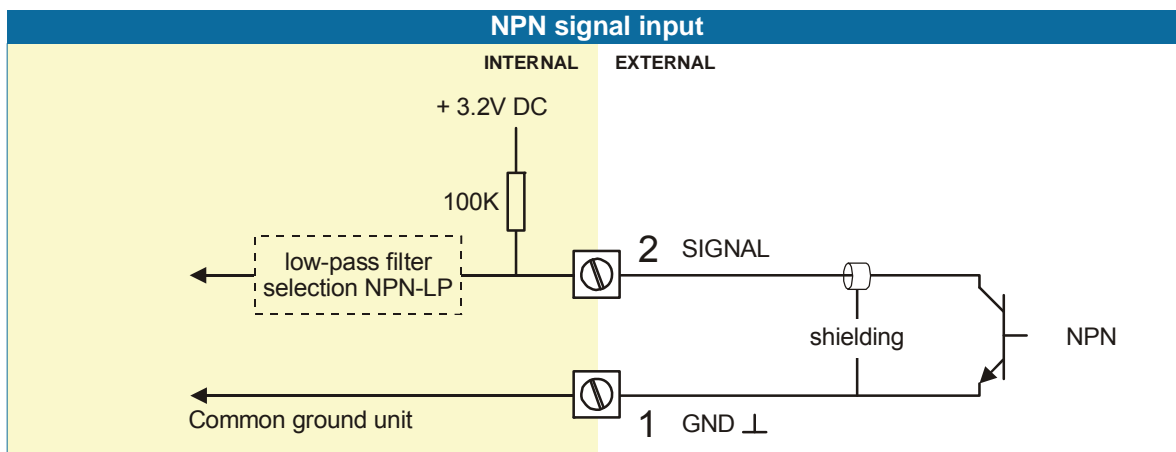 NPN signal input
INTERNAL EXTERNAL
+ 3.2V DC
100K
low-pass filter
selection NPN-LP
2 SIGNAL
shielding
NPN
Common ground unit
1 GND ⊥